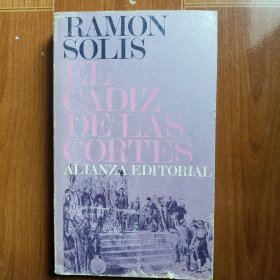 RAMON
SOLIS
EL
CADIZ
DE LAS
CORTES
ALIANZA EDITORIAL